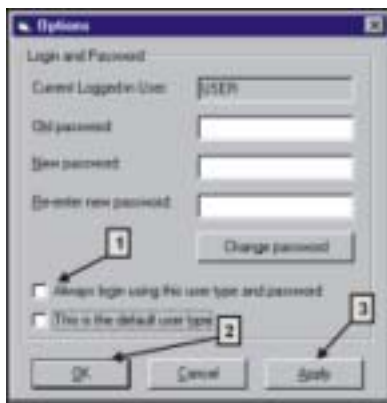 Options
Login and Password
Current Logged in User: USER
Old password:
New password:
Re-enter new password:
Change password
1
Always login using this user type and password
This is the default user type
2
3
OK
Cancel
Apply